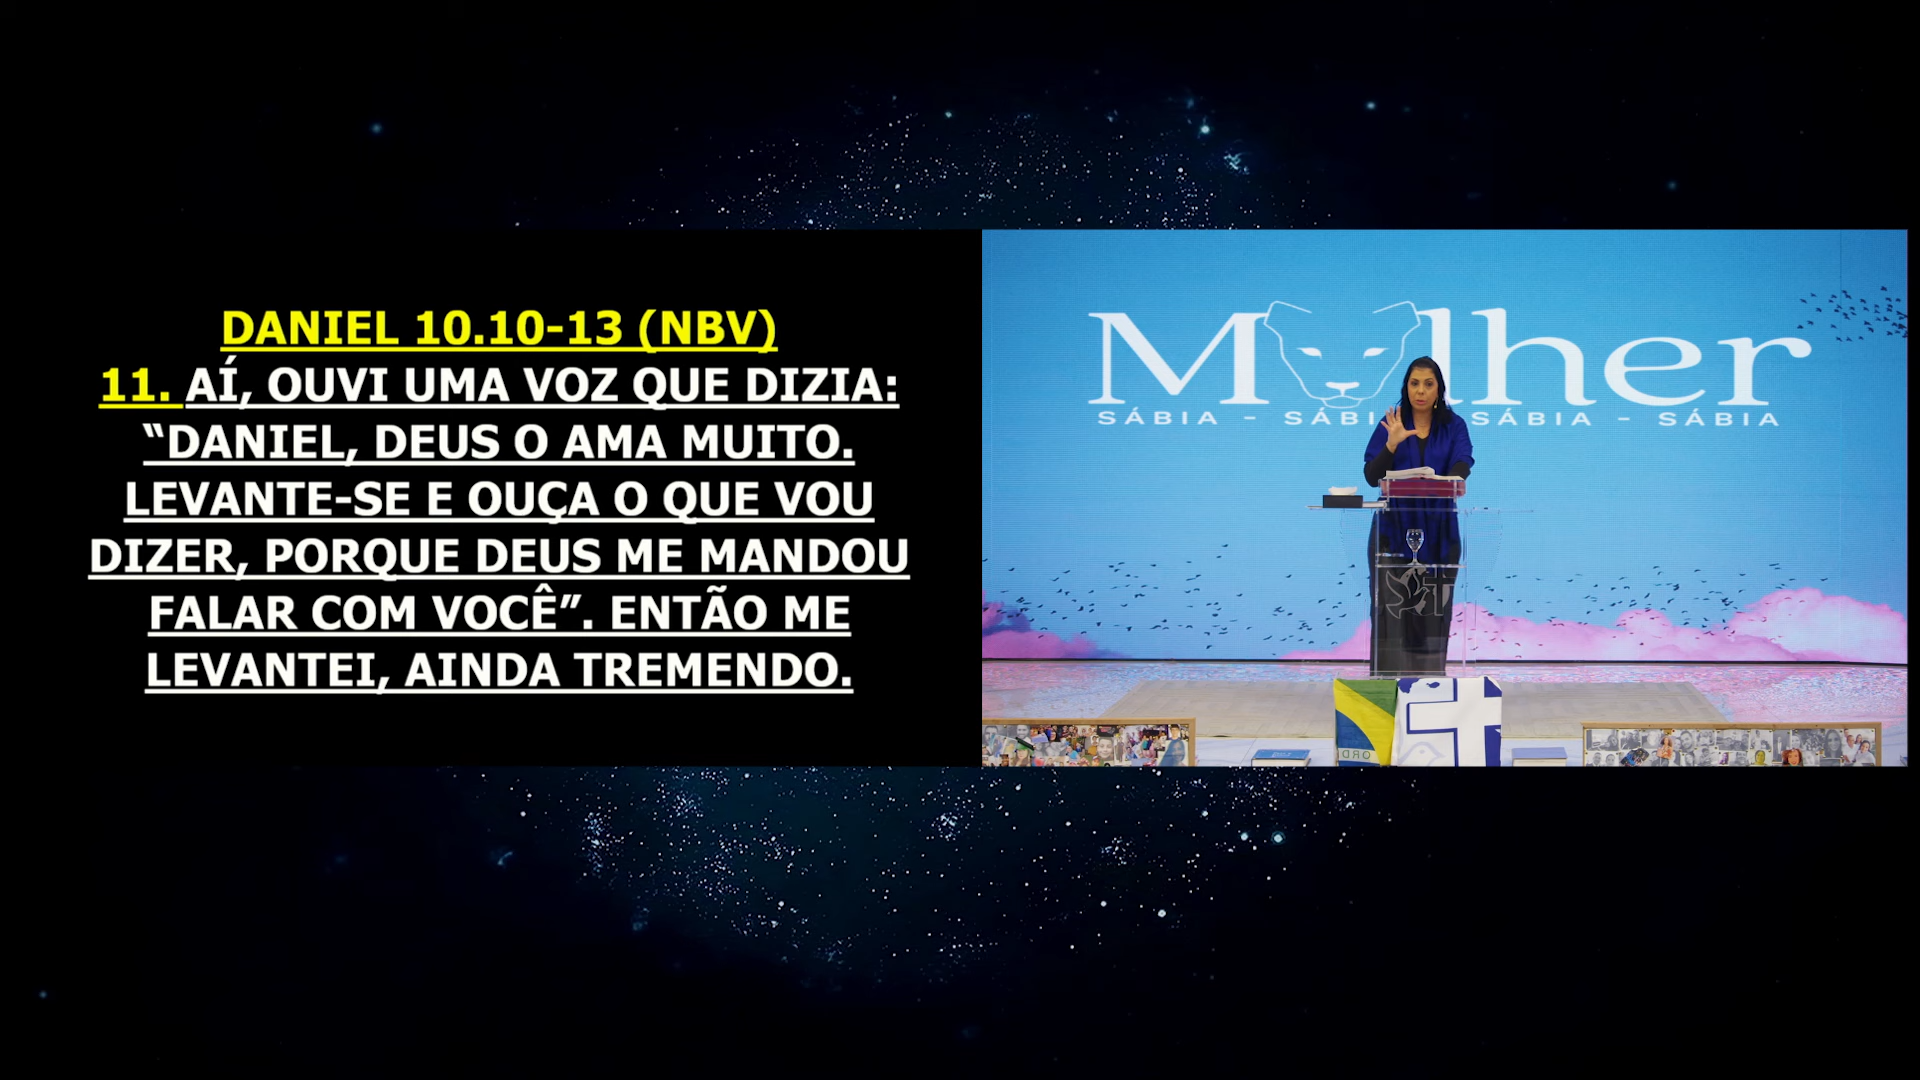 DANIEL 10.10-13 (NBV)
11. AÍ, OUVI UMA VOZ QUE DIZIA:
“DANIEL, DEUS O AMA MUITO.
LEVANTE-SE E OUÇA O QUE VOU
DIZER, PORQUE DEUS ME MANDOU
FALAR COM VOCÊ”. ENTÃO ME
LEVANTEI, AINDA TREMENDO.
Mulher
SÁBIA - SÁBI SÁBIA - SÁBIA
ORD